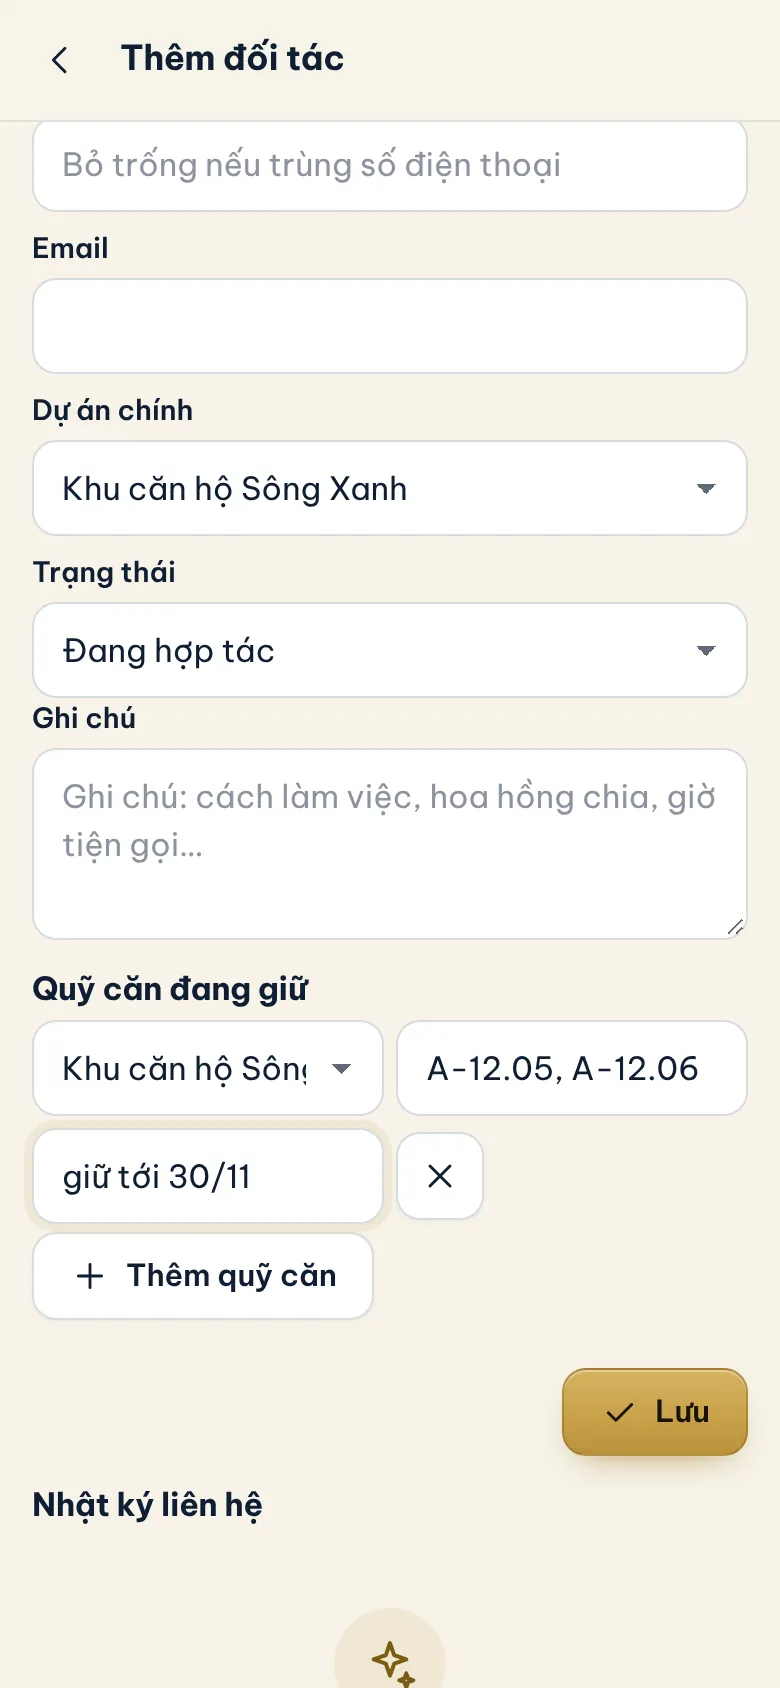 Thêm đối tác
Bỏ trống nếu trùng số điện thoại
Email
Dự án chính
Khu căn hộ Sông Xanh
Trạng thái
Đang hợp tác
Ghi chú
Ghi chú: cách làm việc, hoa hồng chia, giờ
tiện gọi...
Quỹ căn đang giữ
Khu căn hộ Sông
A-12.05, A-12.06
giữ tới 30/11
Thêm quỹ căn
Lưu
Nhật ký liên hệ